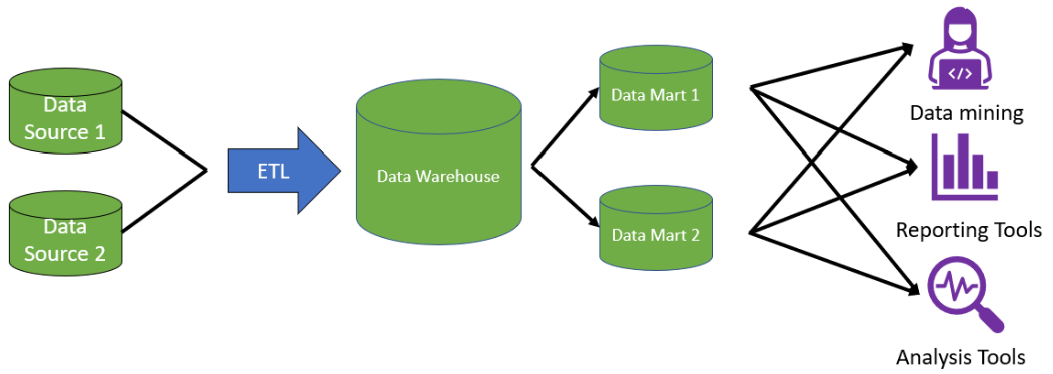 Data
Source 1
Data
Source 2
ETL
Data Warehouse
Data Mart 1
Data Mart 2
</>
Data mining
Reporting Tools
Analysis Tools